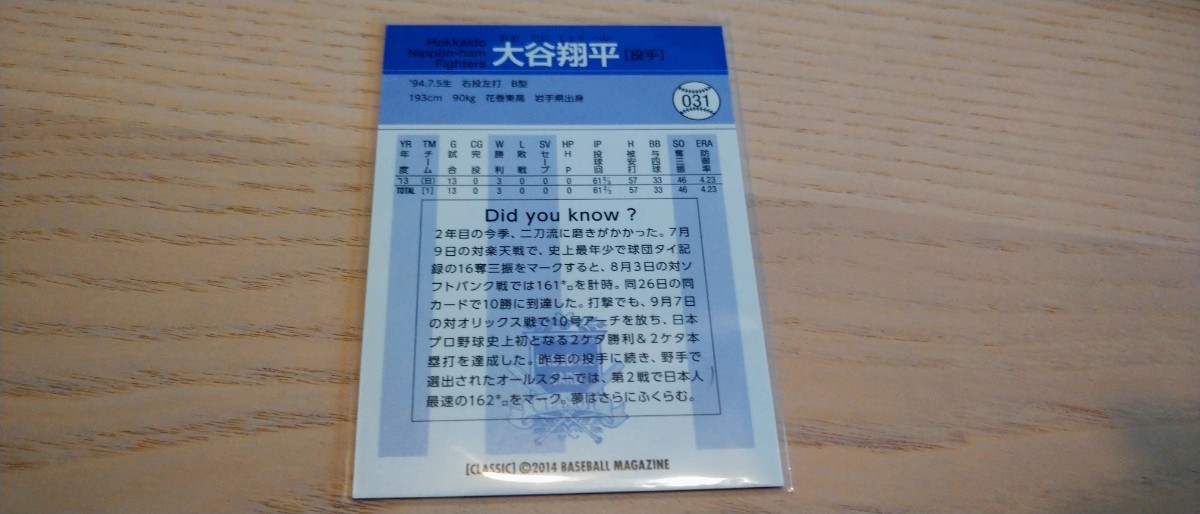 Hokkaido
Nippon-ham
Fighters
大谷翔平 [投手]
'94.7.5生 右投左打 B型
193cm 90kg 花巻東高 岩手県出身
031
YR TM G CG W L SV HP IP H BB SO ERA
年度 チーム 試合 完投 勝利 敗戦 セーブ HP 投球回 被安打 与四球 奪三振 防御率
'13 (日) 13 0 3 0 0 0 61⅔ 57 33 46 4.23
TOTAL [1] 13 0 3 0 0 0 61⅔ 57 33 46 4.23
Did you know ?
2年目の今季、二刀流に磨きがかかった。7月
9日の対楽天戦で、史上最年少で球団タイ記
録の16奪三振をマークすると、8月3日の対ソ
フトバンク戦では161㌔を計時。同26日の同
カードで10勝に到達した。打撃でも、9月7日
の対オリックス戦で10号アーチを放ち、日本
プロ野球史上初となる2ケタ勝利&2ケタ本
塁打を達成した。昨年の投手に続き、野手で
選出されたオールスターでは、第2戦で日本人
最速の162㌔をマーク。夢はさらにふくらむ。
[CLASSIC] ©2014 BASEBALL MAGAZINE